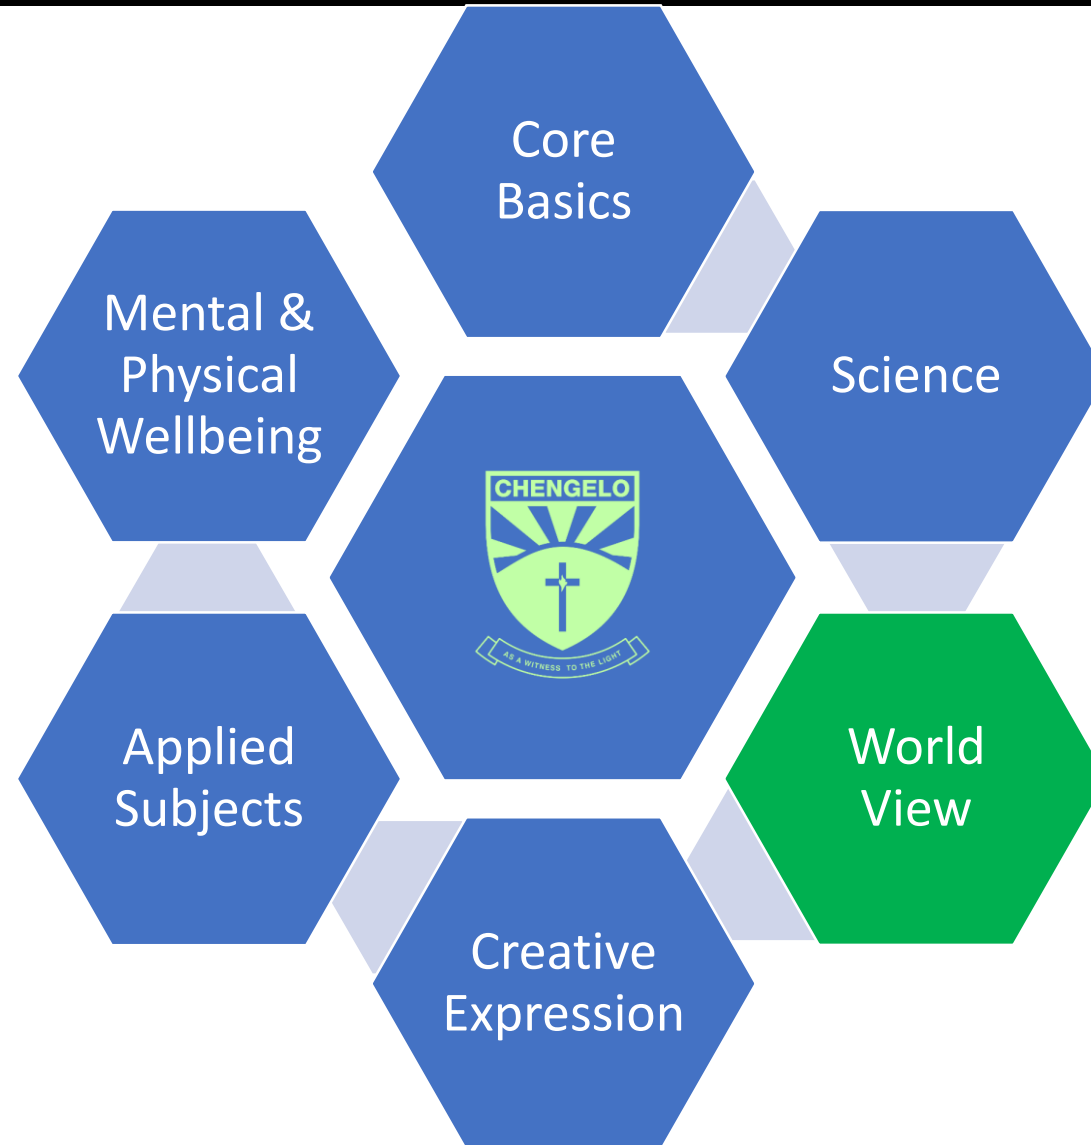 Core
Basics
Mental &
Physical
Wellbeing
Science
CHENGELO
AS A WITNESS TO THE LIGHT
Applied
Subjects
World
View
Creative
Expression